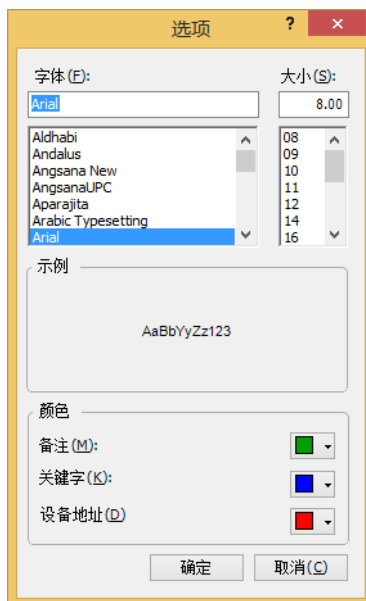 选项 ? ×
字体(F): 大小(S):
Arial 8.00
Aldhabi 08
Andalus 09
Angsana New 10
AngsanaUPC 11
Aparajita 12
Arabic Typesetting 14
Arial 16
示例
AaBbYyZz123
颜色
备注(M):
关键字(K):
设备地址(D)
确定 取消(C)